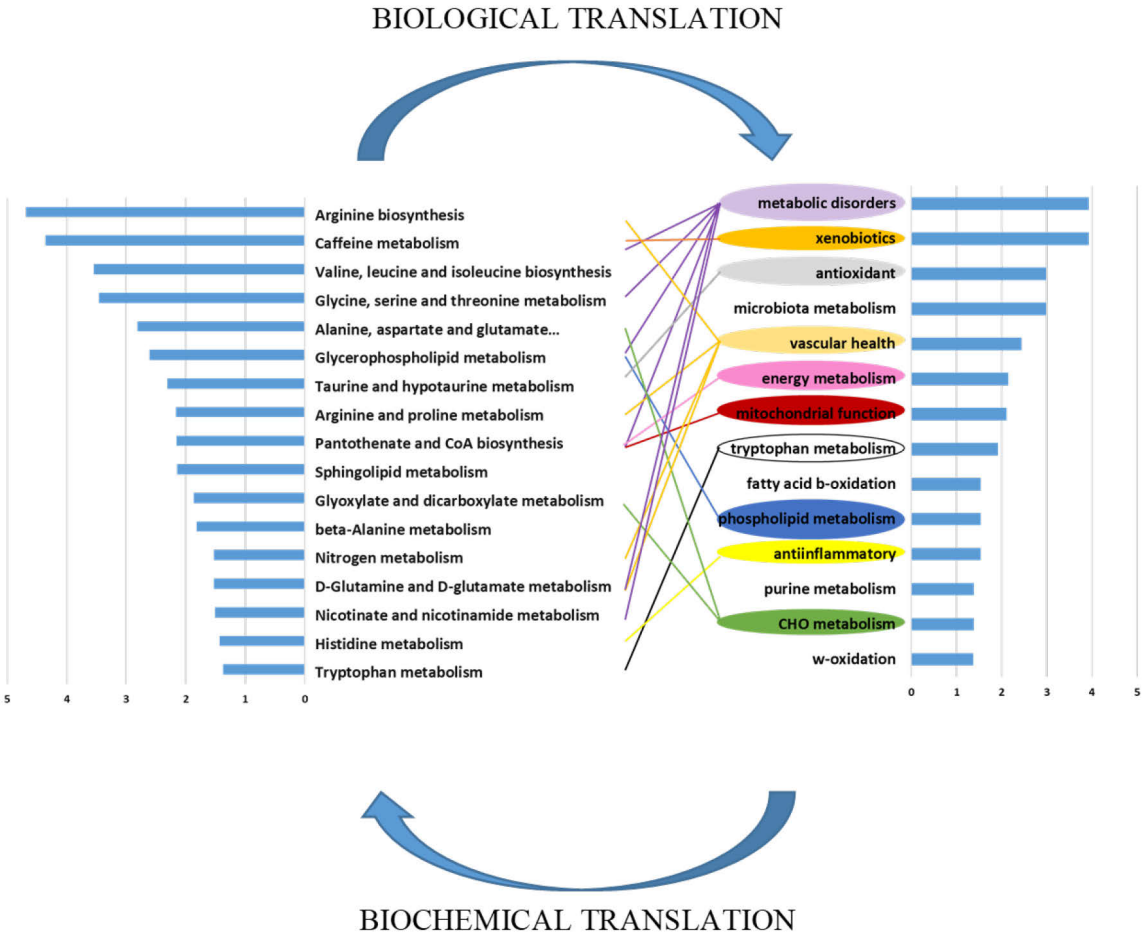 BIOLOGICAL TRANSLATION
Arginine biosynthesis
Caffeine metabolism
Valine, leucine and isoleucine biosynthesis
Glycine, serine and threonine metabolism
Alanine, aspartate and glutamate...
Glycerophospholipid metabolism
Taurine and hypotaurine metabolism
Arginine and proline metabolism
Pantothenate and CoA biosynthesis
Sphingolipid metabolism
Glyoxylate and dicarboxylate metabolism
beta-Alanine metabolism
Nitrogen metabolism
D-Glutamine and D-glutamate metabolism
Nicotinate and nicotinamide metabolism
Histidine metabolism
Tryptophan metabolism
5 4 3 2 1 0
metabolic disorders
xenobiotics
antioxidant
microbiota metabolism
vascular health
energy metabolism
mitochondrial function
tryptophan metabolism
fatty acid b-oxidation
phospholipid metabolism
antiinflammatory
purine metabolism
CHO metabolism
w-oxidation
0 1 2 3 4 5
BIOCHEMICAL TRANSLATION